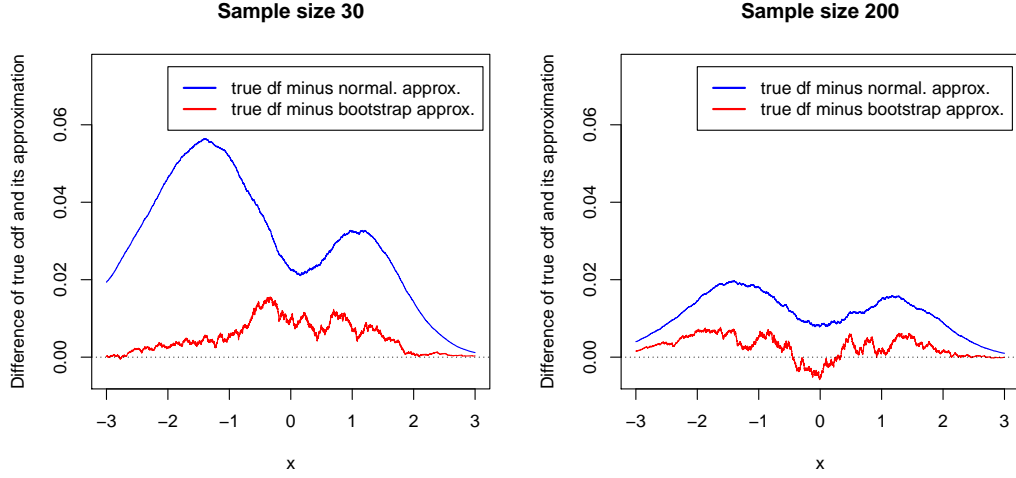 Sample size 30
Difference of true cdf and its approximation
0.00
0.02
0.04
0.06
true df minus normal. approx.
true df minus bootstrap approx.
−3 −2 −1 0 1 2 3
x
Sample size 200
Difference of true cdf and its approximation
0.00
0.02
0.04
0.06
true df minus normal. approx.
true df minus bootstrap approx.
−3 −2 −1 0 1 2 3
x